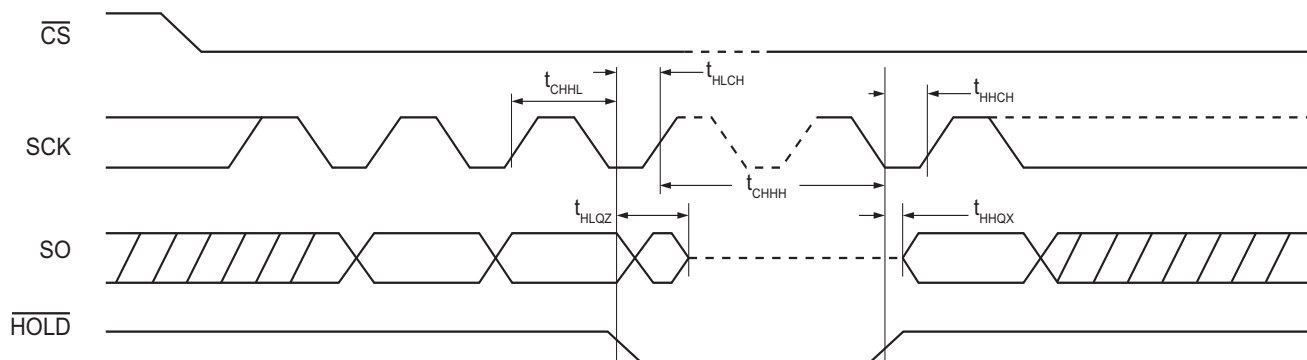 CS
tCHHL
tHLCH
tHHCH
SCK
tCHHH
tHLQZ
tHHQX
SO
HOLD